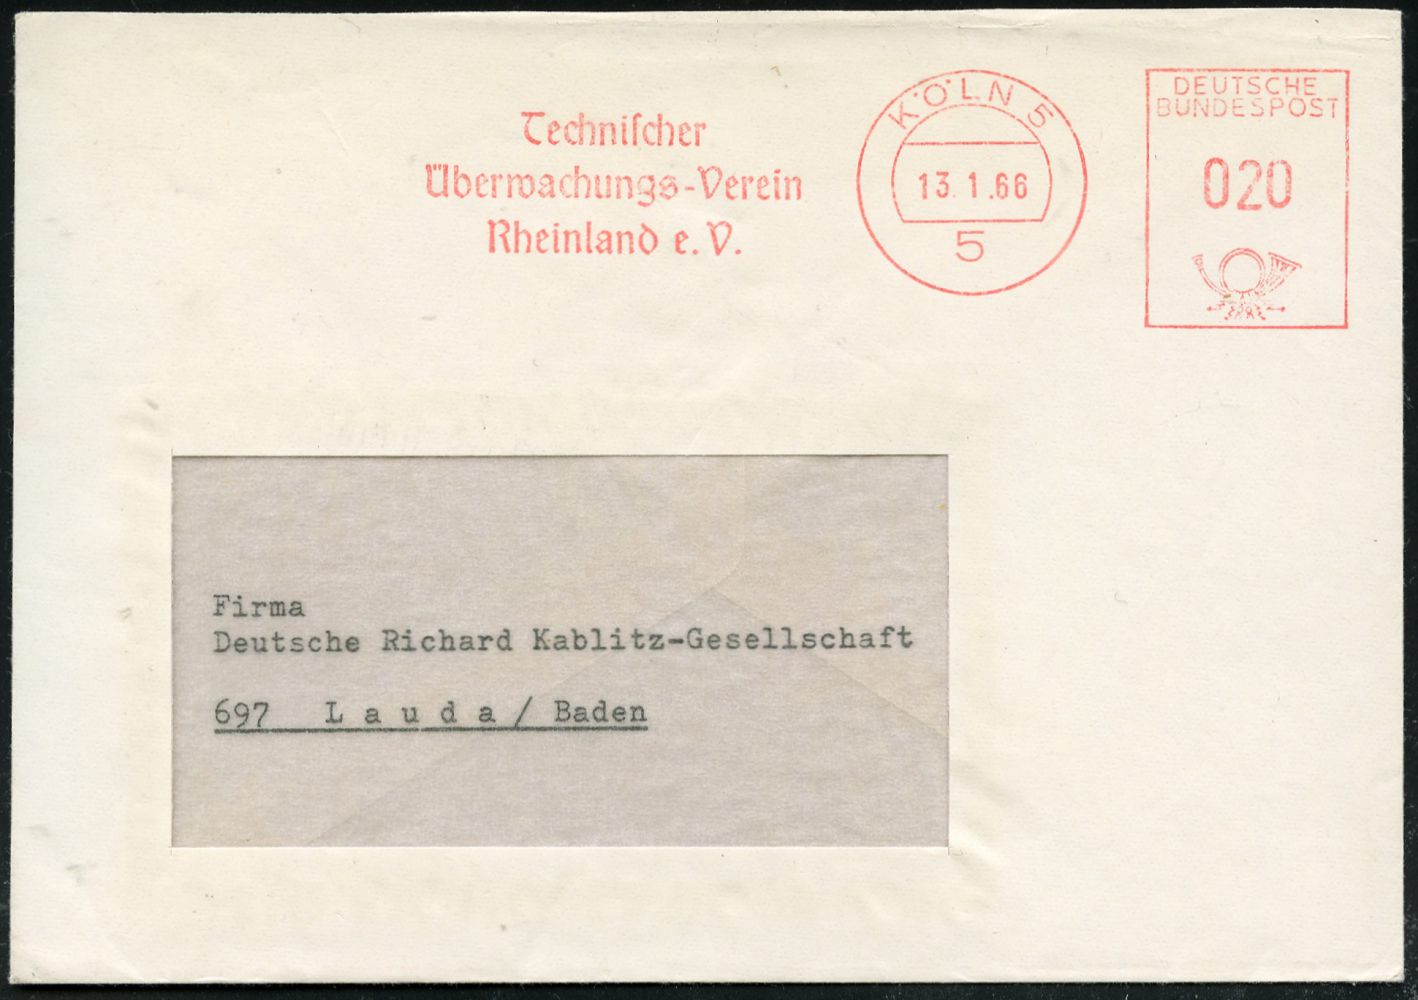 Technischer
Überwachungs-Verein
Rheinland e. V.
KÖLN 5
13. 1.66
5
DEUTSCHE
BUNDESPOST
020
Firma
Deutsche Richard Kablitz-Gesellschaft
697 L a u d a / Baden